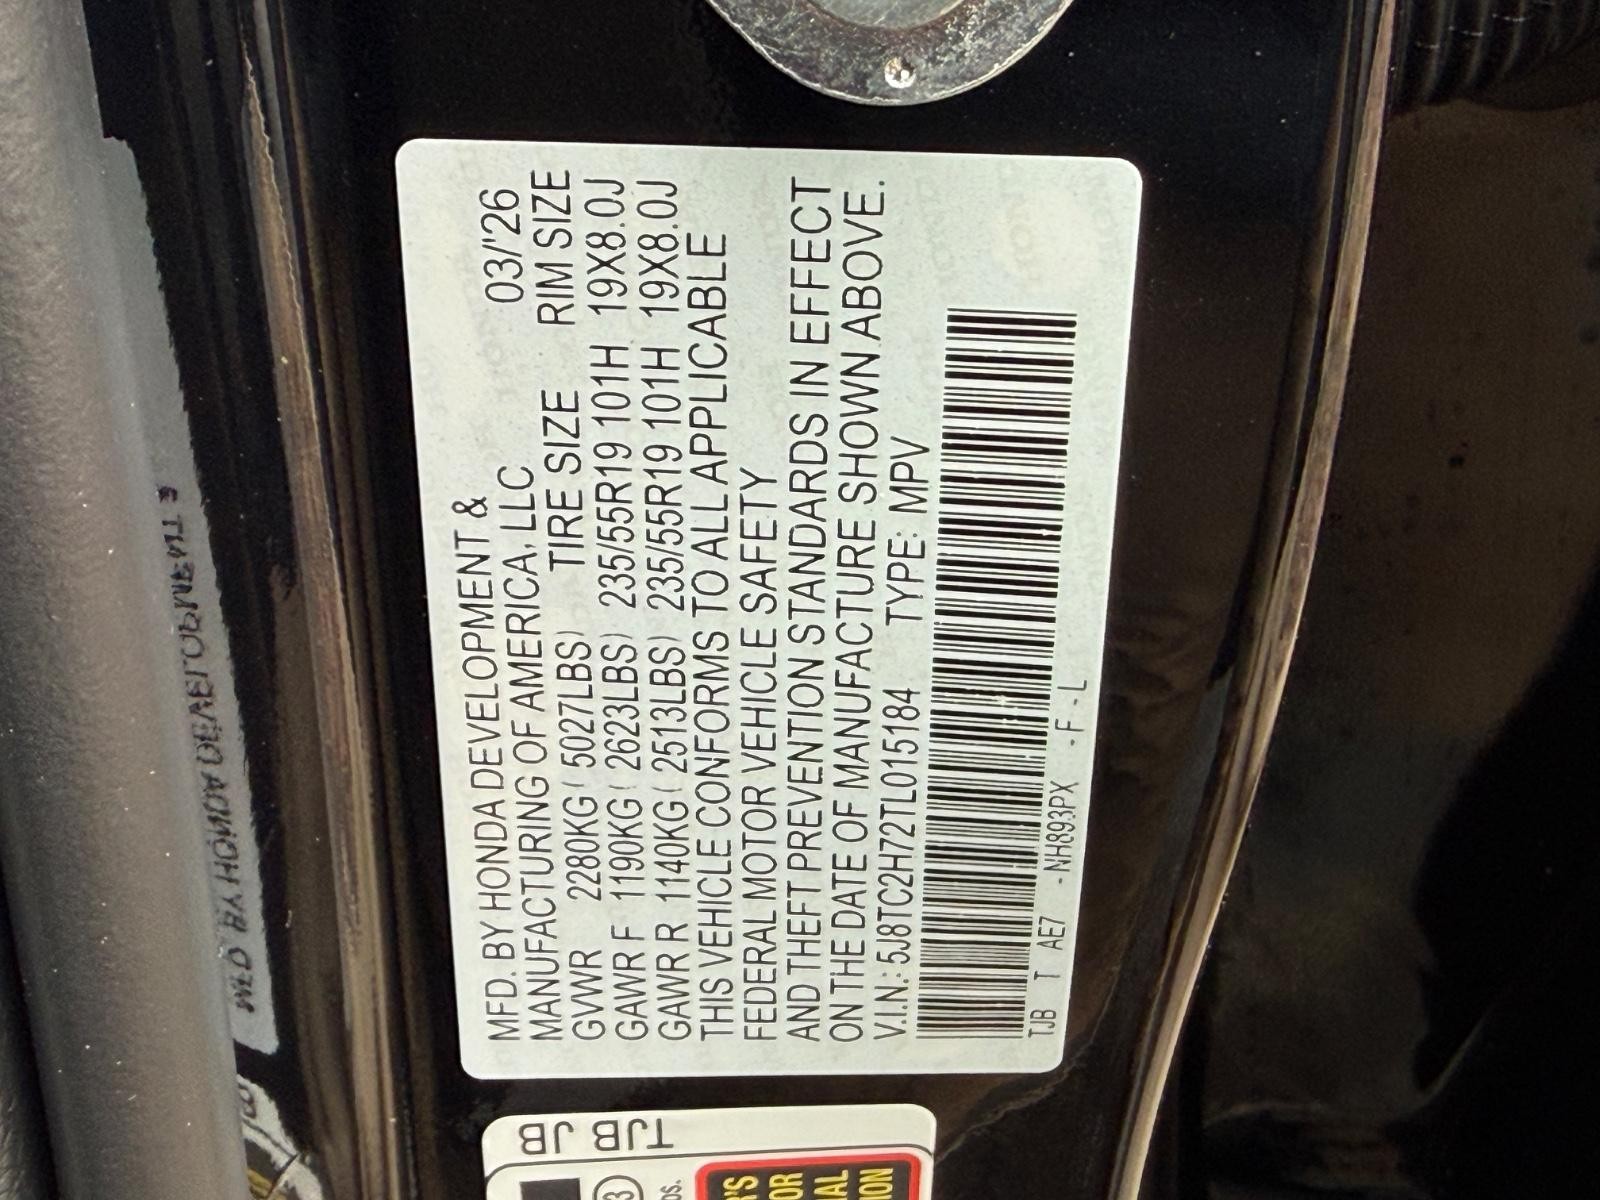 MFD. BY HONDA DEVELOPMENT &
MANUFACTURING OF AMERICA, LLC 03/'26
TIRE SIZE RIM SIZE
GVWR 2280KG ( 5027LBS)
GAWR F 1190KG ( 2623LBS) 235/55R19 101H 19X8.0J
GAWR R 1140KG ( 2513LBS) 235/55R19 101H 19X8.0J
THIS VEHICLE CONFORMS TO ALL APPLICABLE
FEDERAL MOTOR VEHICLE SAFETY
AND THEFT PREVENTION STANDARDS IN EFFECT
ON THE DATE OF MANUFACTURE SHOWN ABOVE.
V.I.N.: 5J8TC2H72TL015184 TYPE: MPV
TJB T AE7 -NH893PX -F-L
TJB JB
TJB JB